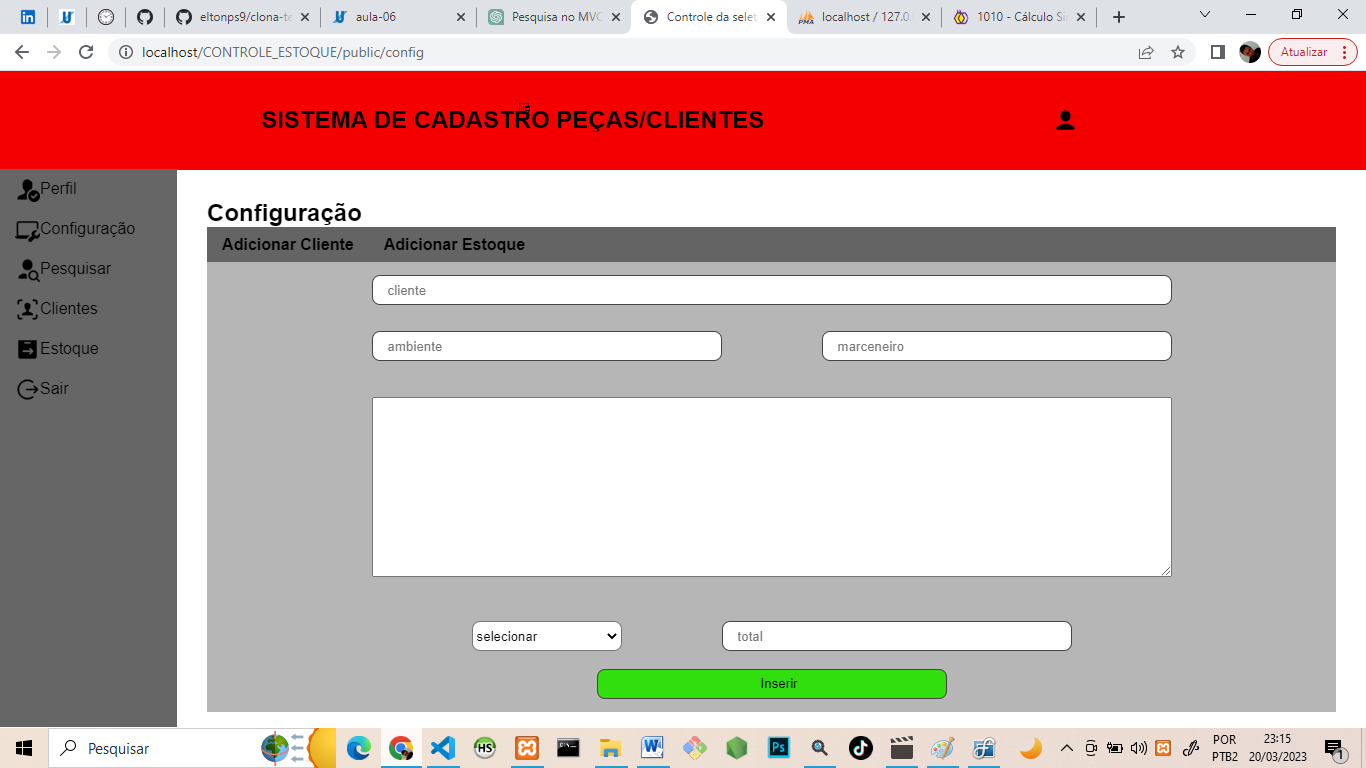 eltonps9/clona-te
aula-06
Pesquisa no MVC
Controle da selet
localhost / 127.0.
1010 - Cálculo Si
localhost/CONTROLE_ESTOQUE/public/config
Atualizar
SISTEMA DE CADASTRO PEÇAS/CLIENTES
Perfil
Configuração
Pesquisar
Clientes
Estoque
Sair
Configuração
Adicionar Cliente Adicionar Estoque
cliente
ambiente marceneiro
selecionar total
Inserir
Pesquisar
POR
PTB2
23:15
20/03/2023
1